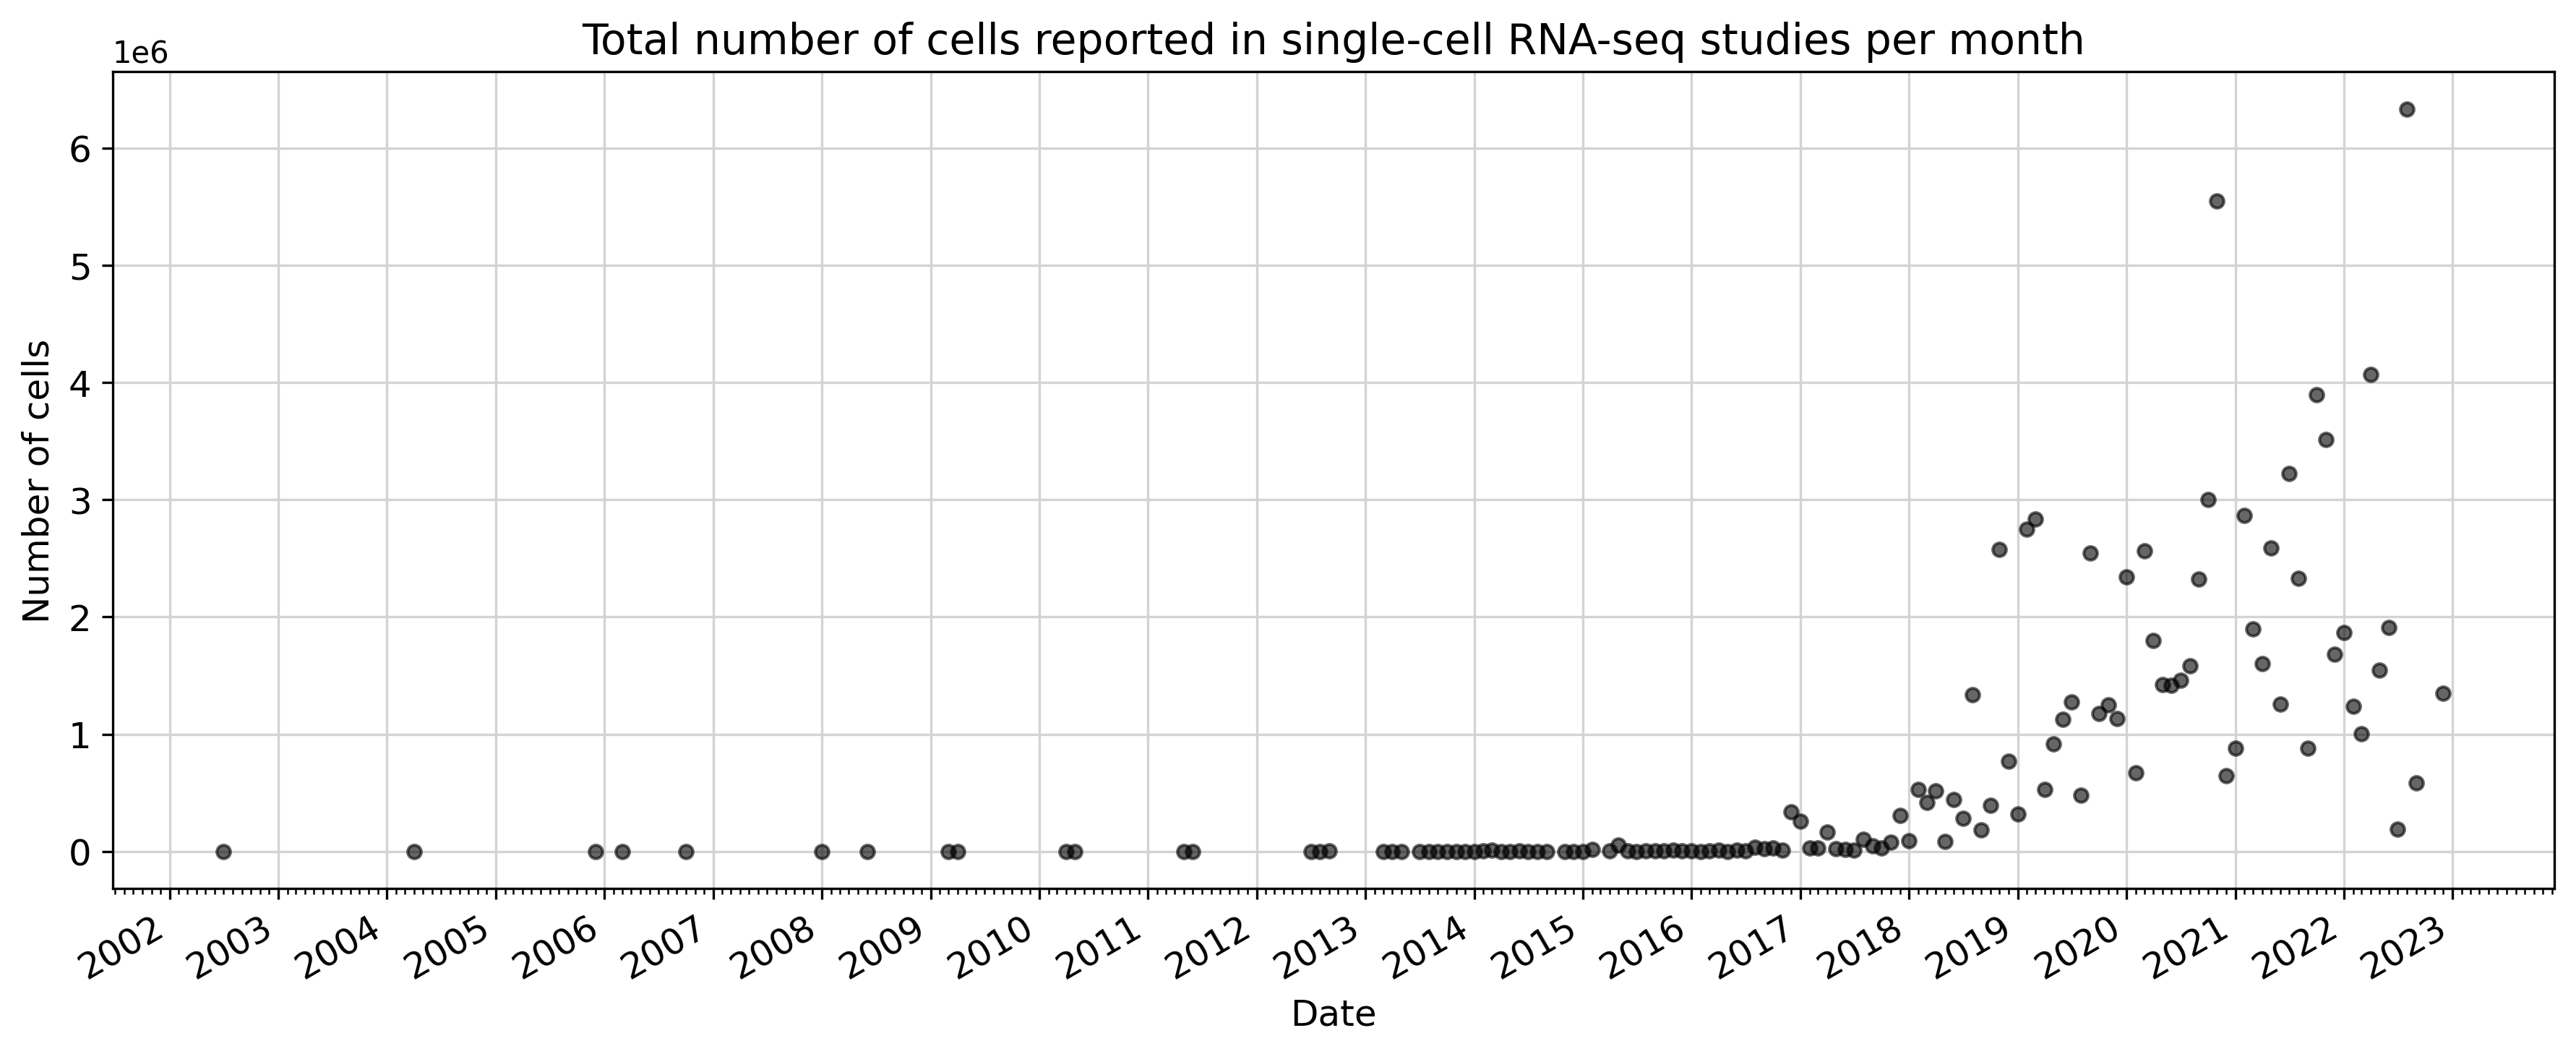 Total number of cells reported in single-cell RNA-seq studies per month
1e6
6
5
4
3
2
1
0
Number of cells
2002 2003 2004 2005 2006 2007 2008 2009 2010 2011 2012 2013 2014 2015 2016 2017 2018 2019 2020 2021 2022 2023
Date